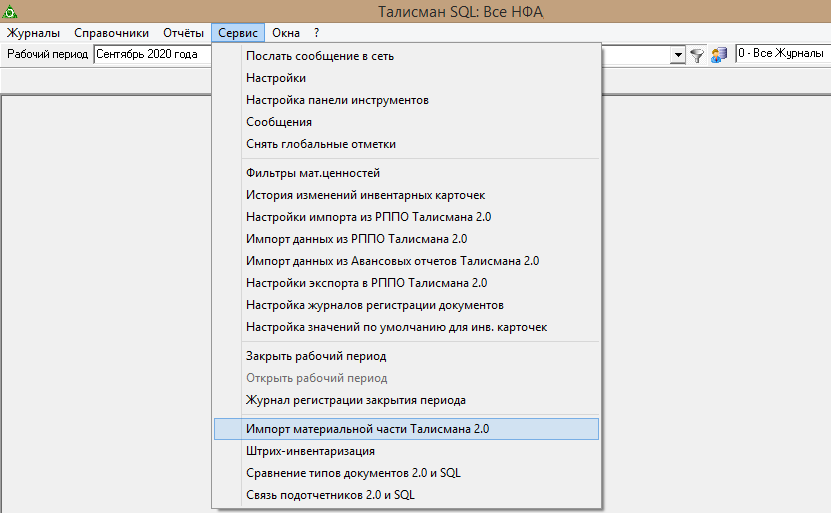 Талисман SQL: Все НФА
Журналы Справочники Отчёты Сервис Окна ?
Рабочий период Сентябрь 2020 года 0 - Все Журналы
Послать сообщение в сеть
Настройки
Настройка панели инструментов
Сообщения
Снять глобальные отметки
Фильтры мат.ценностей
История изменений инвентарных карточек
Настройки импорта из РППО Талисмана 2.0
Импорт данных из РППО Талисмана 2.0
Импорт данных из Авансовых отчетов Талисмана 2.0
Настройки экспорта в РППО Талисмана 2.0
Настройка журналов регистрации документов
Настройка значений по умолчанию для инв. карточек
Закрыть рабочий период
Открыть рабочий период
Журнал регистрации закрытия периода
Импорт материальной части Талисмана 2.0
Штрих-инвентаризация
Сравнение типов документов 2.0 и SQL
Связь подотчетников 2.0 и SQL